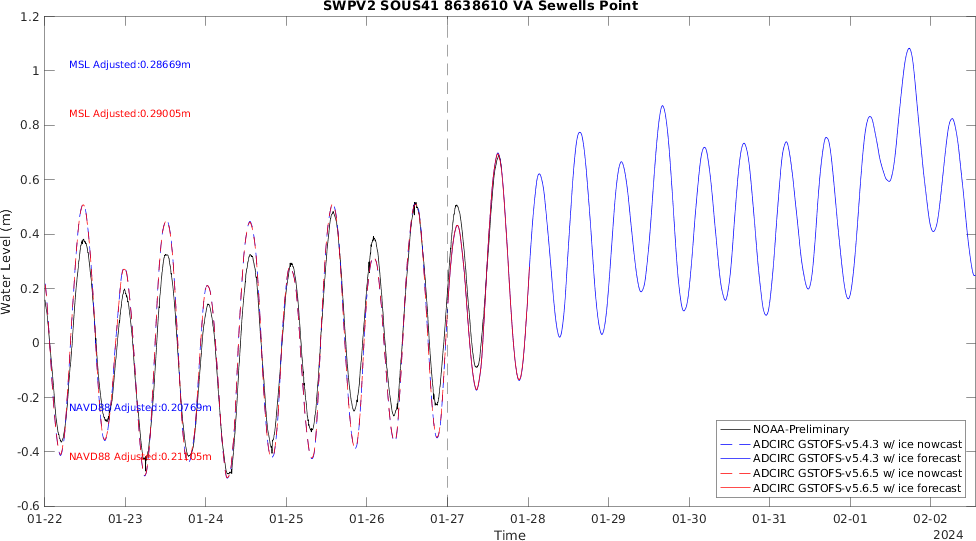 SWPV2 SOUS41 8638610 VA Sewells Point
1.2
1
0.8
0.6
0.4
0.2
0
-0.2
-0.4
-0.6
Water Level (m)
MSL Adjusted:0.28669m
MSL Adjusted:0.29005m
NAVD88 Adjusted:0.20769m
NAVD88 Adjusted:0.21105m
NOAA-Preliminary
ADCIRC GSTOFS-v5.4.3 w/ ice nowcast
ADCIRC GSTOFS-v5.4.3 w/ ice forecast
ADCIRC GSTOFS-v5.6.5 w/ ice nowcast
ADCIRC GSTOFS-v5.6.5 w/ ice forecast
01-22 01-23 01-24 01-25 01-26 01-27 01-28 01-29 01-30 01-31 02-01 02-02
Time
2024